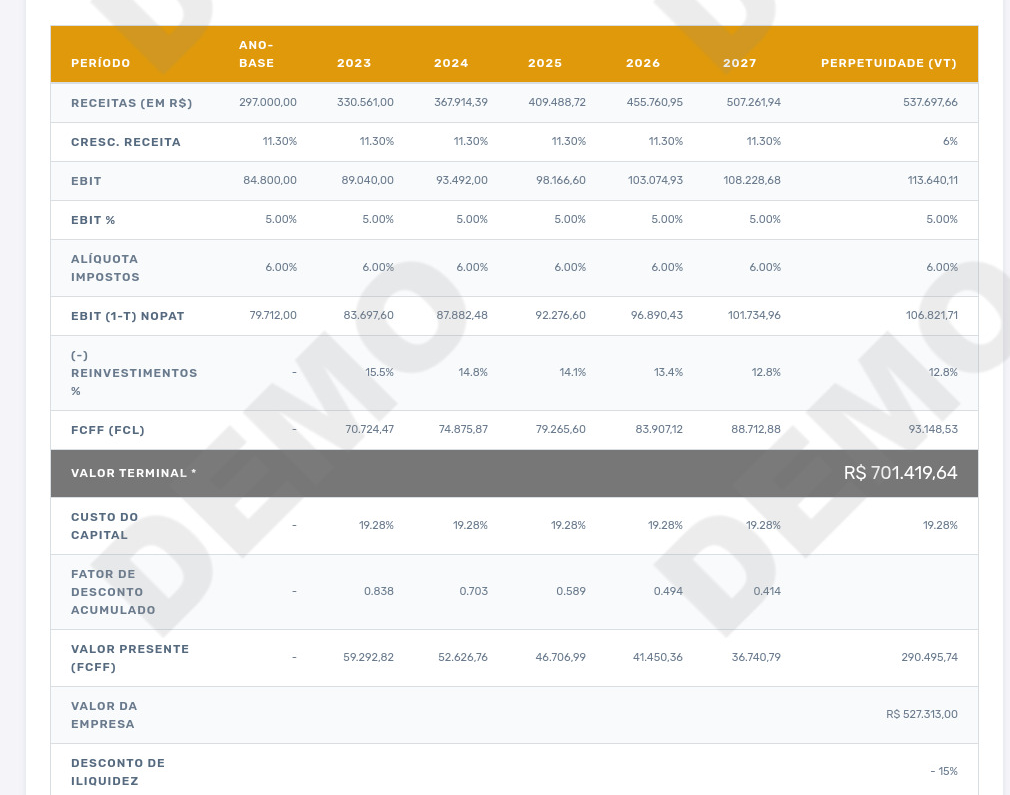 PERÍODO ANO-BASE 2023 2024 2025 2026 2027 PERPETUIDADE (VT)
RECEITAS (EM R$) 297.000,00 330.561,00 367.914,39 409.488,72 455.760,95 507.261,94 537.697,66
CRESC. RECEITA 11.30% 11.30% 11.30% 11.30% 11.30% 11.30% 6%
EBIT 84.800,00 89.040,00 93.492,00 98.166,60 103.074,93 108.228,68 113.640,11
EBIT % 5.00% 5.00% 5.00% 5.00% 5.00% 5.00% 5.00%
ALÍQUOTA IMPOSTOS 6.00% 6.00% 6.00% 6.00% 6.00% 6.00% 6.00%
EBIT (1-T) NOPAT 79.712,00 83.697,60 87.882,48 92.276,60 96.890,43 101.734,96 106.821,71
(-) REINVESTIMENTOS % - 15.5% 14.8% 14.1% 13.4% 12.8% 12.8%
FCFF (FCL) - 70.724,47 74.875,87 79.265,60 83.907,12 88.712,88 93.148,53
VALOR TERMINAL * R$ 701.419,64
CUSTO DO CAPITAL - 19.28% 19.28% 19.28% 19.28% 19.28% 19.28%
FATOR DE DESCONTO ACUMULADO - 0.838 0.703 0.589 0.494 0.414
VALOR PRESENTE (FCFF) - 59.292,82 52.626,76 46.706,99 41.450,36 36.740,79 290.495,74
VALOR DA EMPRESA R$ 527.313,00
DESCONTO DE ILIQUIDEZ - 15%
DEMO
DEMO